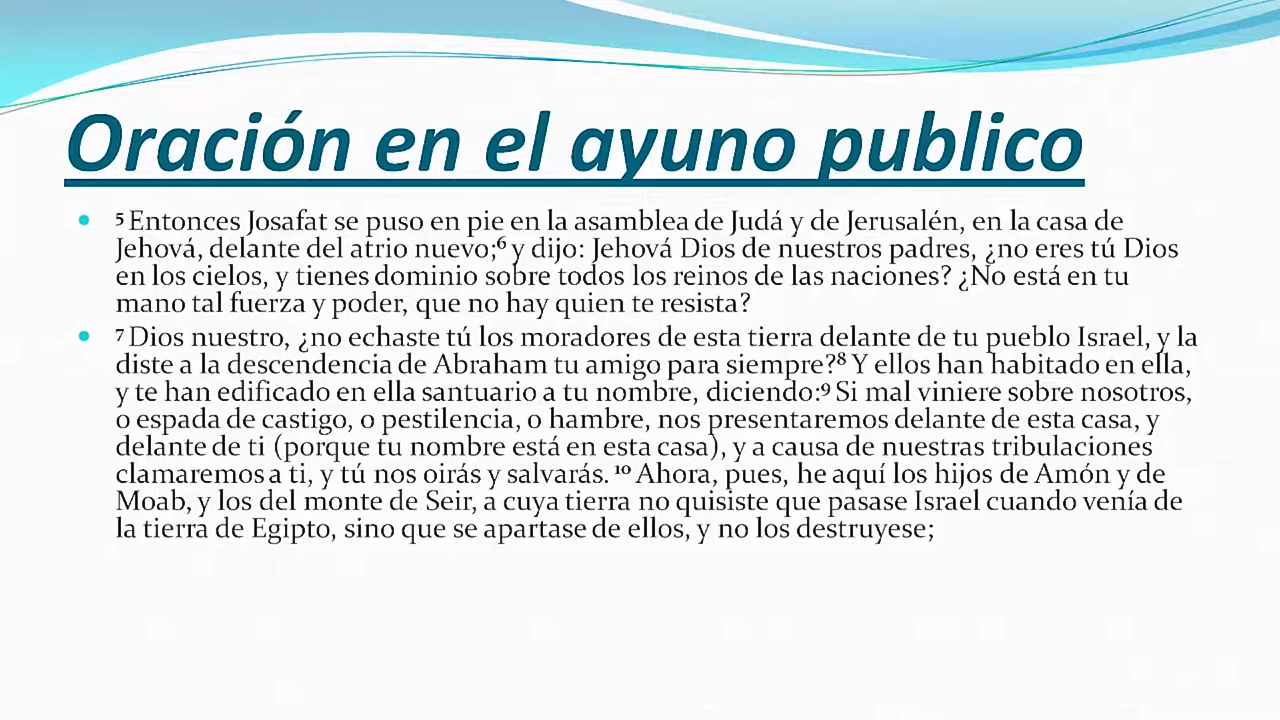 Oración en el ayuno publico
• ⁵ Entonces Josafat se puso en pie en la asamblea de Judá y de Jerusalén, en la casa de
Jehová, delante del atrio nuevo;⁶ y dijo: Jehová Dios de nuestros padres, ¿no eres tú Dios
en los cielos, y tienes dominio sobre todos los reinos de las naciones? ¿No está en tu
mano tal fuerza y poder, que no hay quien te resista?
• ⁷ Dios nuestro, ¿no echaste tú los moradores de esta tierra delante de tu pueblo Israel, y la
diste a la descendencia de Abraham tu amigo para siempre?⁸ Y ellos han habitado en ella,
y te han edificado en ella santuario a tu nombre, diciendo:⁹ Si mal viniere sobre nosotros,
o espada de castigo, o pestilencia, o hambre, nos presentaremos delante de esta casa, y
delante de ti (porque tu nombre está en esta casa), y a causa de nuestras tribulaciones
clamaremos a ti, y tú nos oirás y salvarás. ¹⁰ Ahora, pues, he aquí los hijos de Amón y de
Moab, y los del monte de Seir, a cuya tierra no quisiste que pasase Israel cuando venía de
la tierra de Egipto, sino que se apartase de ellos, y no los destruyese;